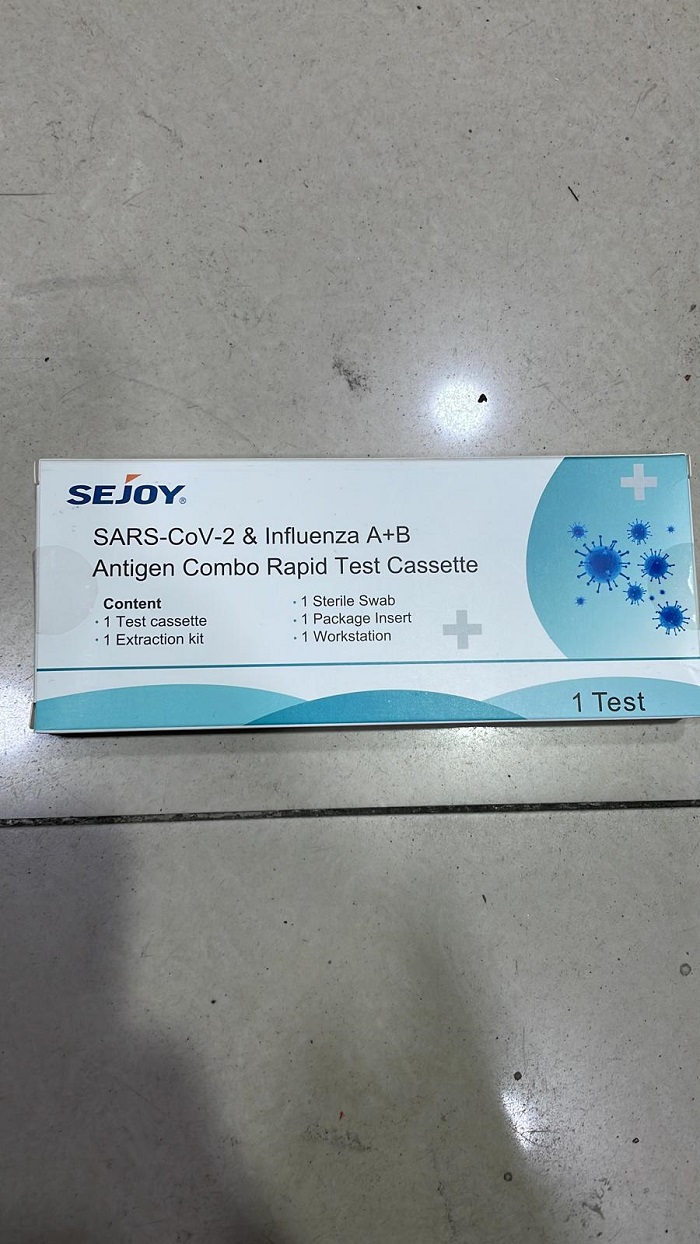 SEJOY®
SARS-CoV-2 & Influenza A+B
Antigen Combo Rapid Test Cassette
Content
· 1 Test cassette
· 1 Extraction kit
· 1 Sterile Swab
· 1 Package Insert
· 1 Workstation
1 Test